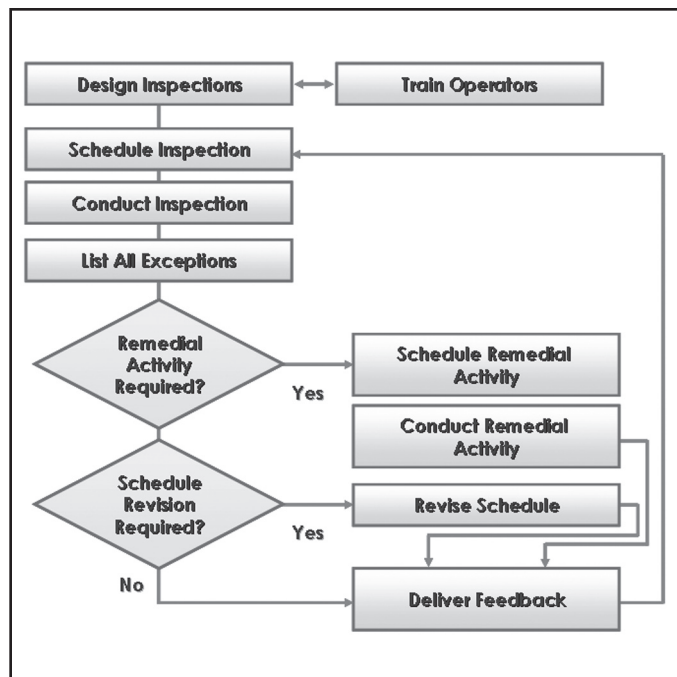 Design Inspections
Train Operators
Schedule Inspection
Conduct Inspection
List All Exceptions
Remedial
Activity
Required?
Yes
Schedule Remedial
Activity
Conduct Remedial
Activity
Schedule
Revision
Required?
Yes
Revise Schedule
No
Deliver Feedback